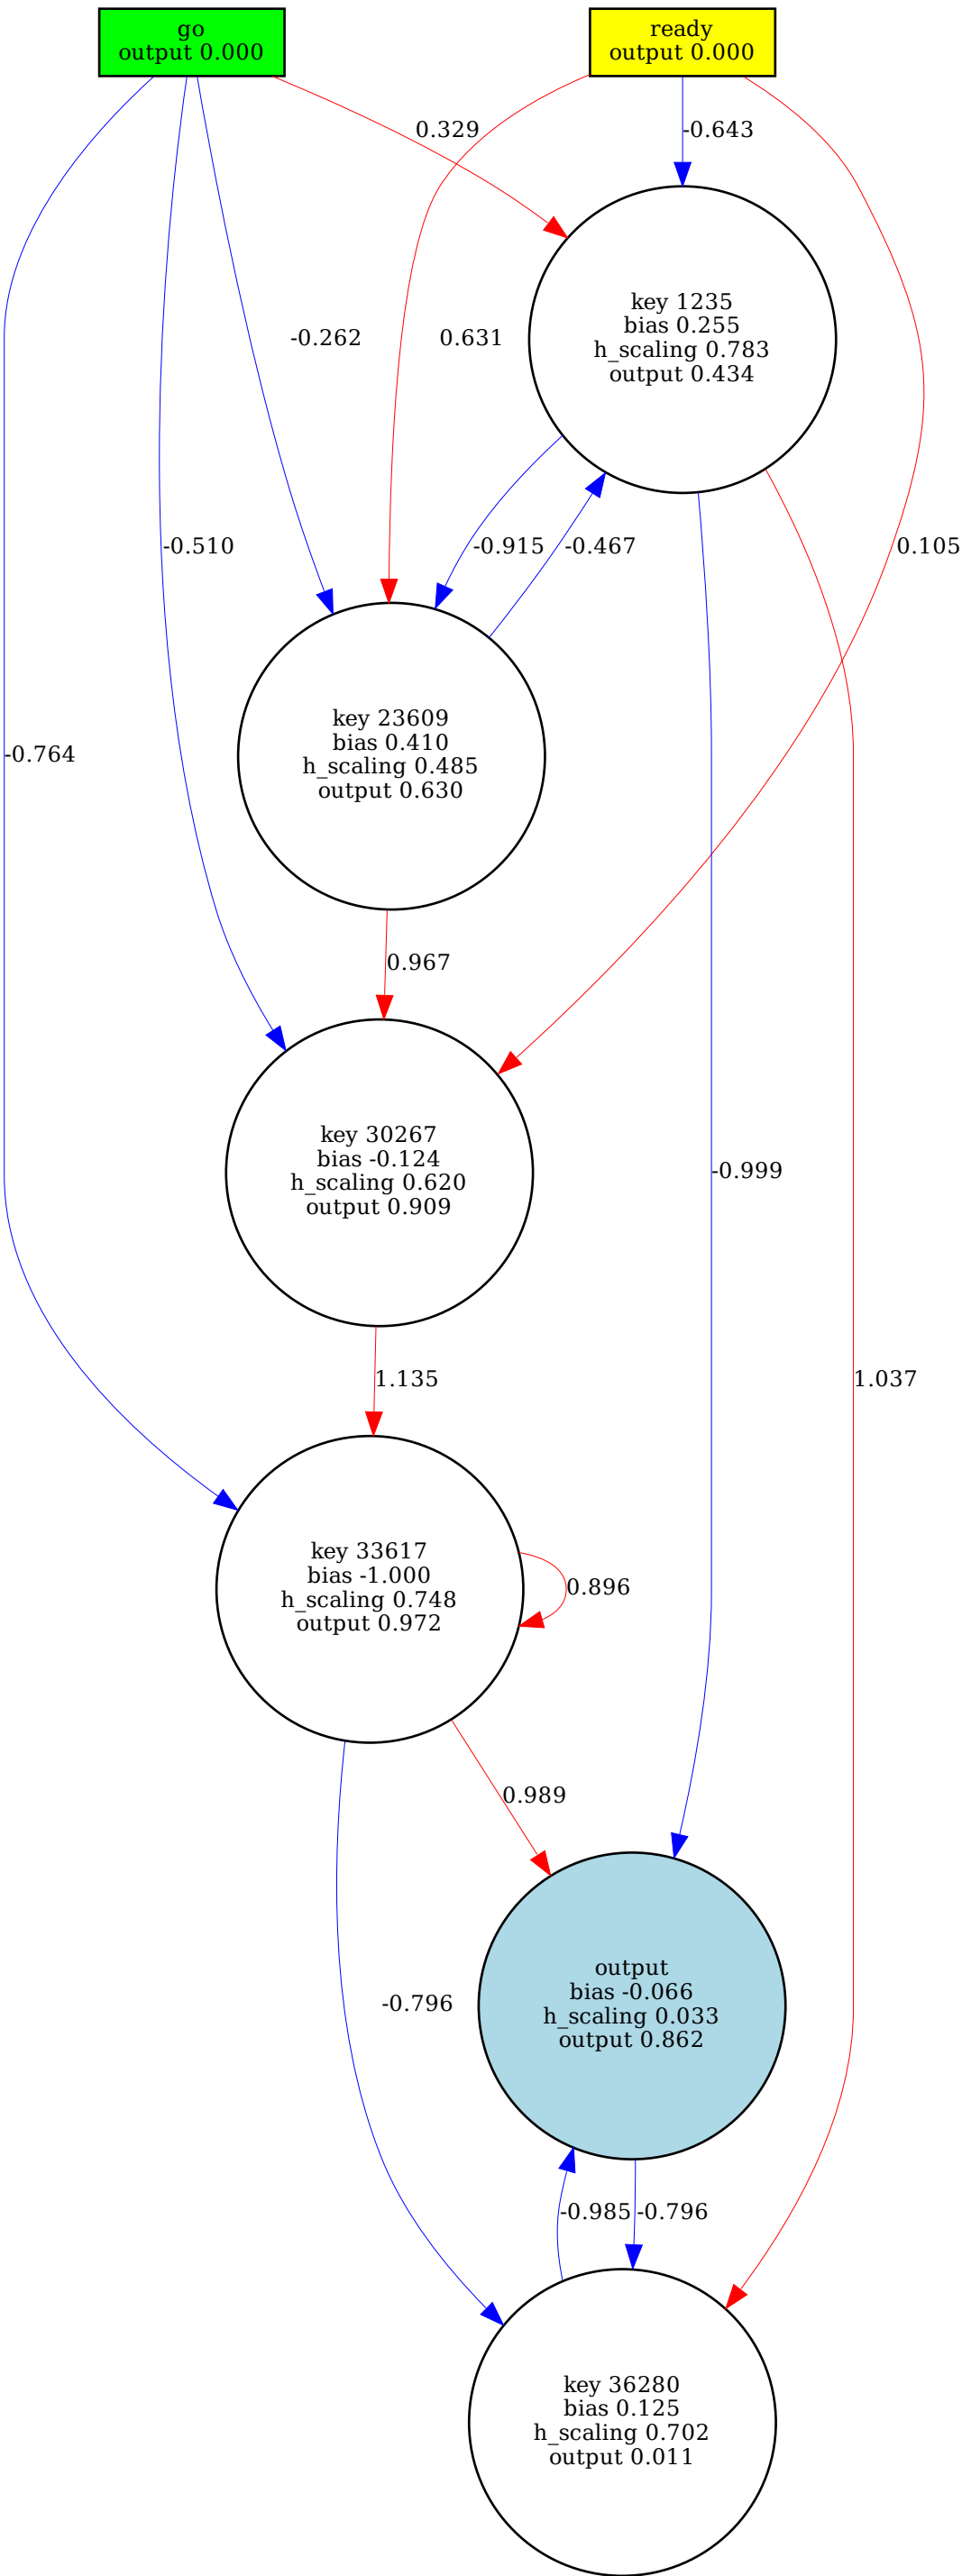 go
output 0.000
ready
output 0.000
0.329
-0.643
key 1235
bias 0.255
h_scaling 0.783
output 0.434
-0.262
0.631
-0.510
-0.915
-0.467
0.105
key 23609
bias 0.410
h_scaling 0.485
output 0.630
-0.764
0.967
key 30267
bias -0.124
h_scaling 0.620
output 0.909
-0.999
1.135
1.037
key 33617
bias -1.000
h_scaling 0.748
output 0.972
0.896
0.989
-0.796
output
bias -0.066
h_scaling 0.033
output 0.862
-0.985
-0.796
key 36280
bias 0.125
h_scaling 0.702
output 0.011